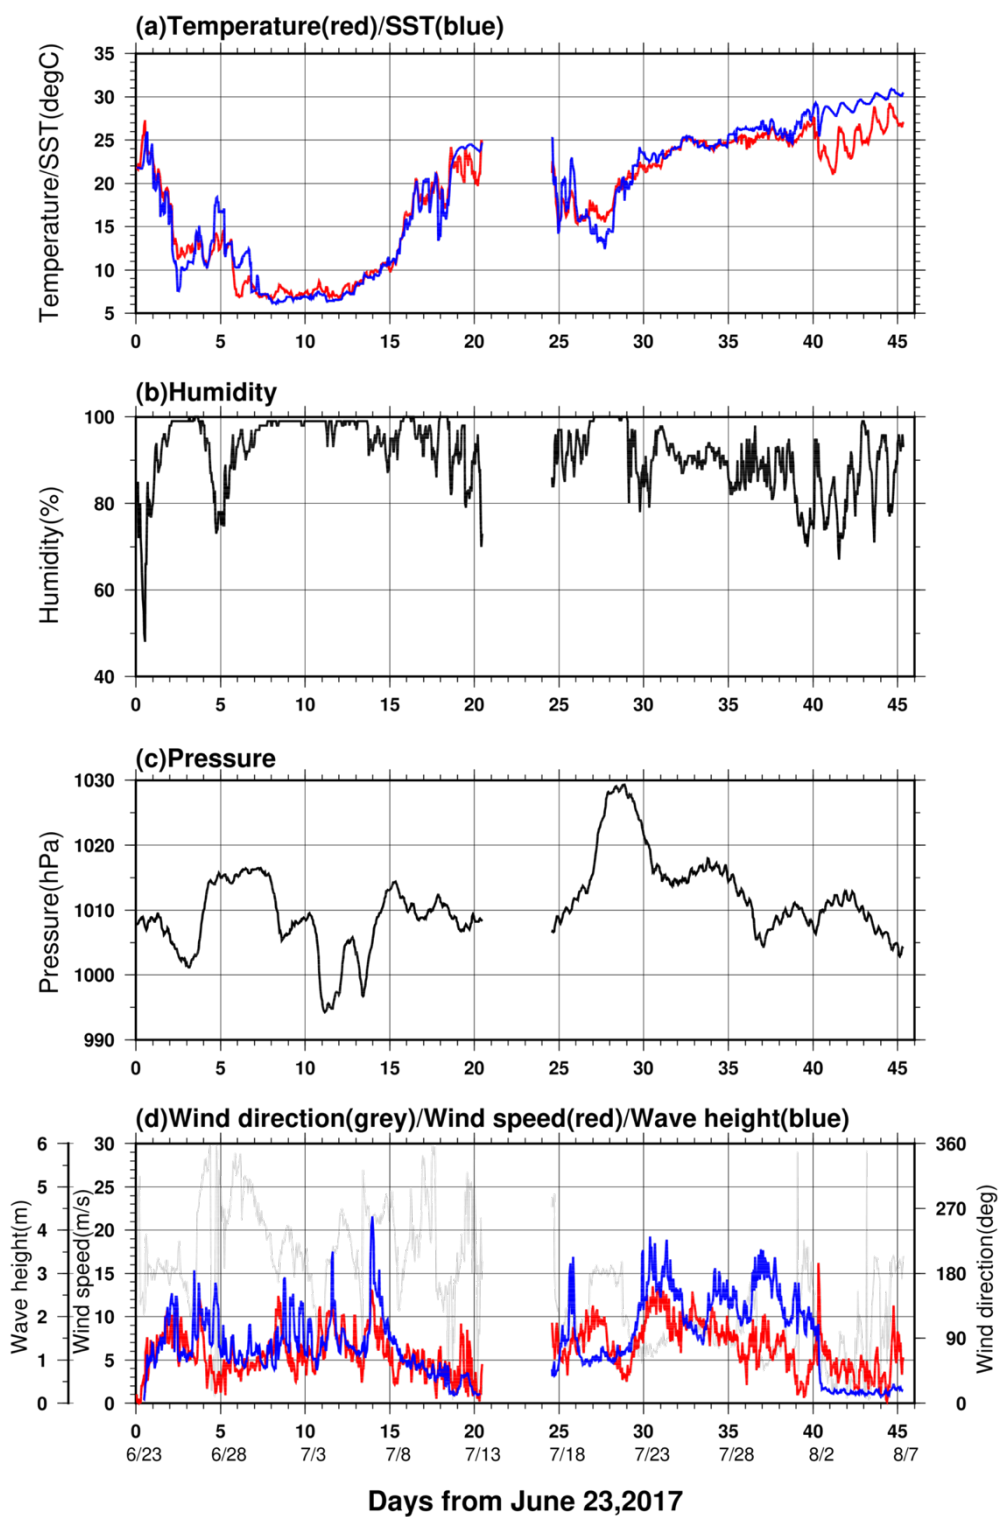 (a)Temperature(red)/SST(blue)
Temperature/SST(degC)
35
30
25
20
15
10
5
0 5 10 15 20 25 30 35 40 45
(b)Humidity
Humidity(%)
100
80
60
40
0 5 10 15 20 25 30 35 40 45
(c)Pressure
Pressure(hPa)
1030
1020
1010
1000
990
0 5 10 15 20 25 30 35 40 45
(d)Wind direction(grey)/Wind speed(red)/Wave height(blue)
Wave height(m)
6
5
4
3
2
1
0
Wind speed(m/s)
30
25
20
15
10
5
0
360
270
180
90
0
Wind direction(deg)
0 5 10 15 20 25 30 35 40 45
6/23 6/28 7/3 7/8 7/13 7/18 7/23 7/28 8/2 8/7
Days from June 23,2017